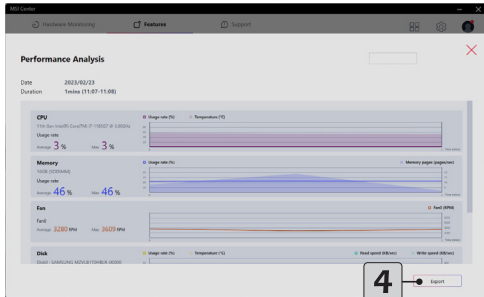 MSI Center
Hardware Monitoring Features Support
Performance Analysis
Date 2023/02/23
Duration 1mins (11:07-11:08)
CPU Usage rate (%) Temperature (°C)
Usage rate
Average 3 % Max 3 %
Memory Usage rate (%) Memory pages (pages/sec)
Usage rate
Average 46 % Max 46 %
Fan Fan0 (RPM)
Fan0
Average 3280 RPM Max 3609 RPM
Disk Usage rate (%) Temperature (°C) Read speed (KB/sec) Write speed (KB/sec)
4 Export